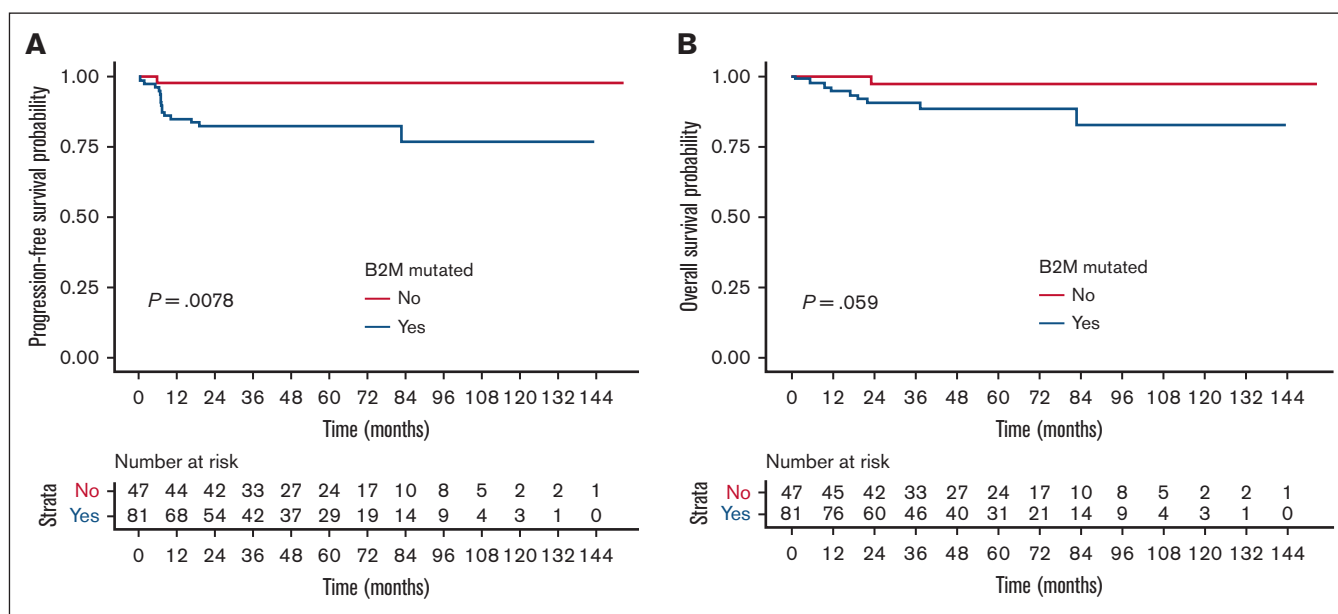 A
Progression-free survival probability
1.00
0.75
0.50
0.25
0.00
B2M mutated
No
Yes
P = .0078
0 12 24 36 48 60 72 84 96 108 120 132 144
Time (months)
Number at risk
Strata
No 47 44 42 33 27 24 17 10 8 5 2 2 1
Yes 81 68 54 42 37 29 19 14 9 4 3 1 0
0 12 24 36 48 60 72 84 96 108 120 132 144
Time (months)
B
Overall survival probability
1.00
0.75
0.50
0.25
0.00
B2M mutated
No
Yes
P = .059
0 12 24 36 48 60 72 84 96 108 120 132 144
Time (months)
Number at risk
Strata
No 47 45 42 33 27 24 17 10 8 5 2 2 1
Yes 81 76 60 46 40 31 21 14 9 4 3 1 0
0 12 24 36 48 60 72 84 96 108 120 132 144
Time (months)